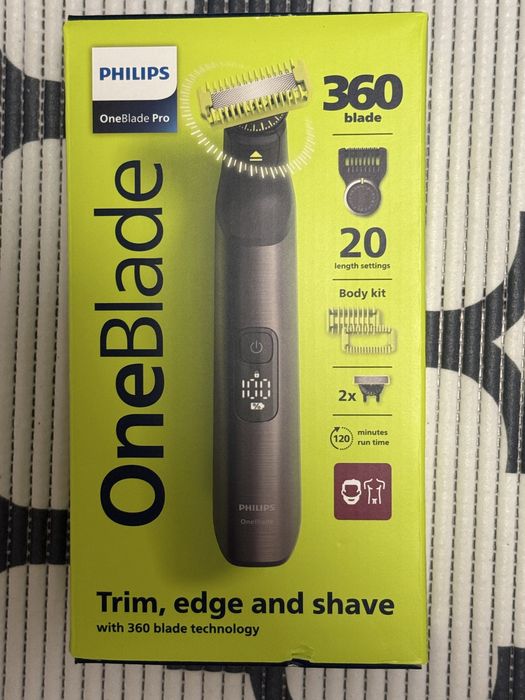 PHILIPS
OneBlade Pro
OneBlade
360
blade
20
length settings
Body kit
2x
120
minutes
run time
100
%
PHILIPS
OneBlade
Trim, edge and shave
with 360 blade technology